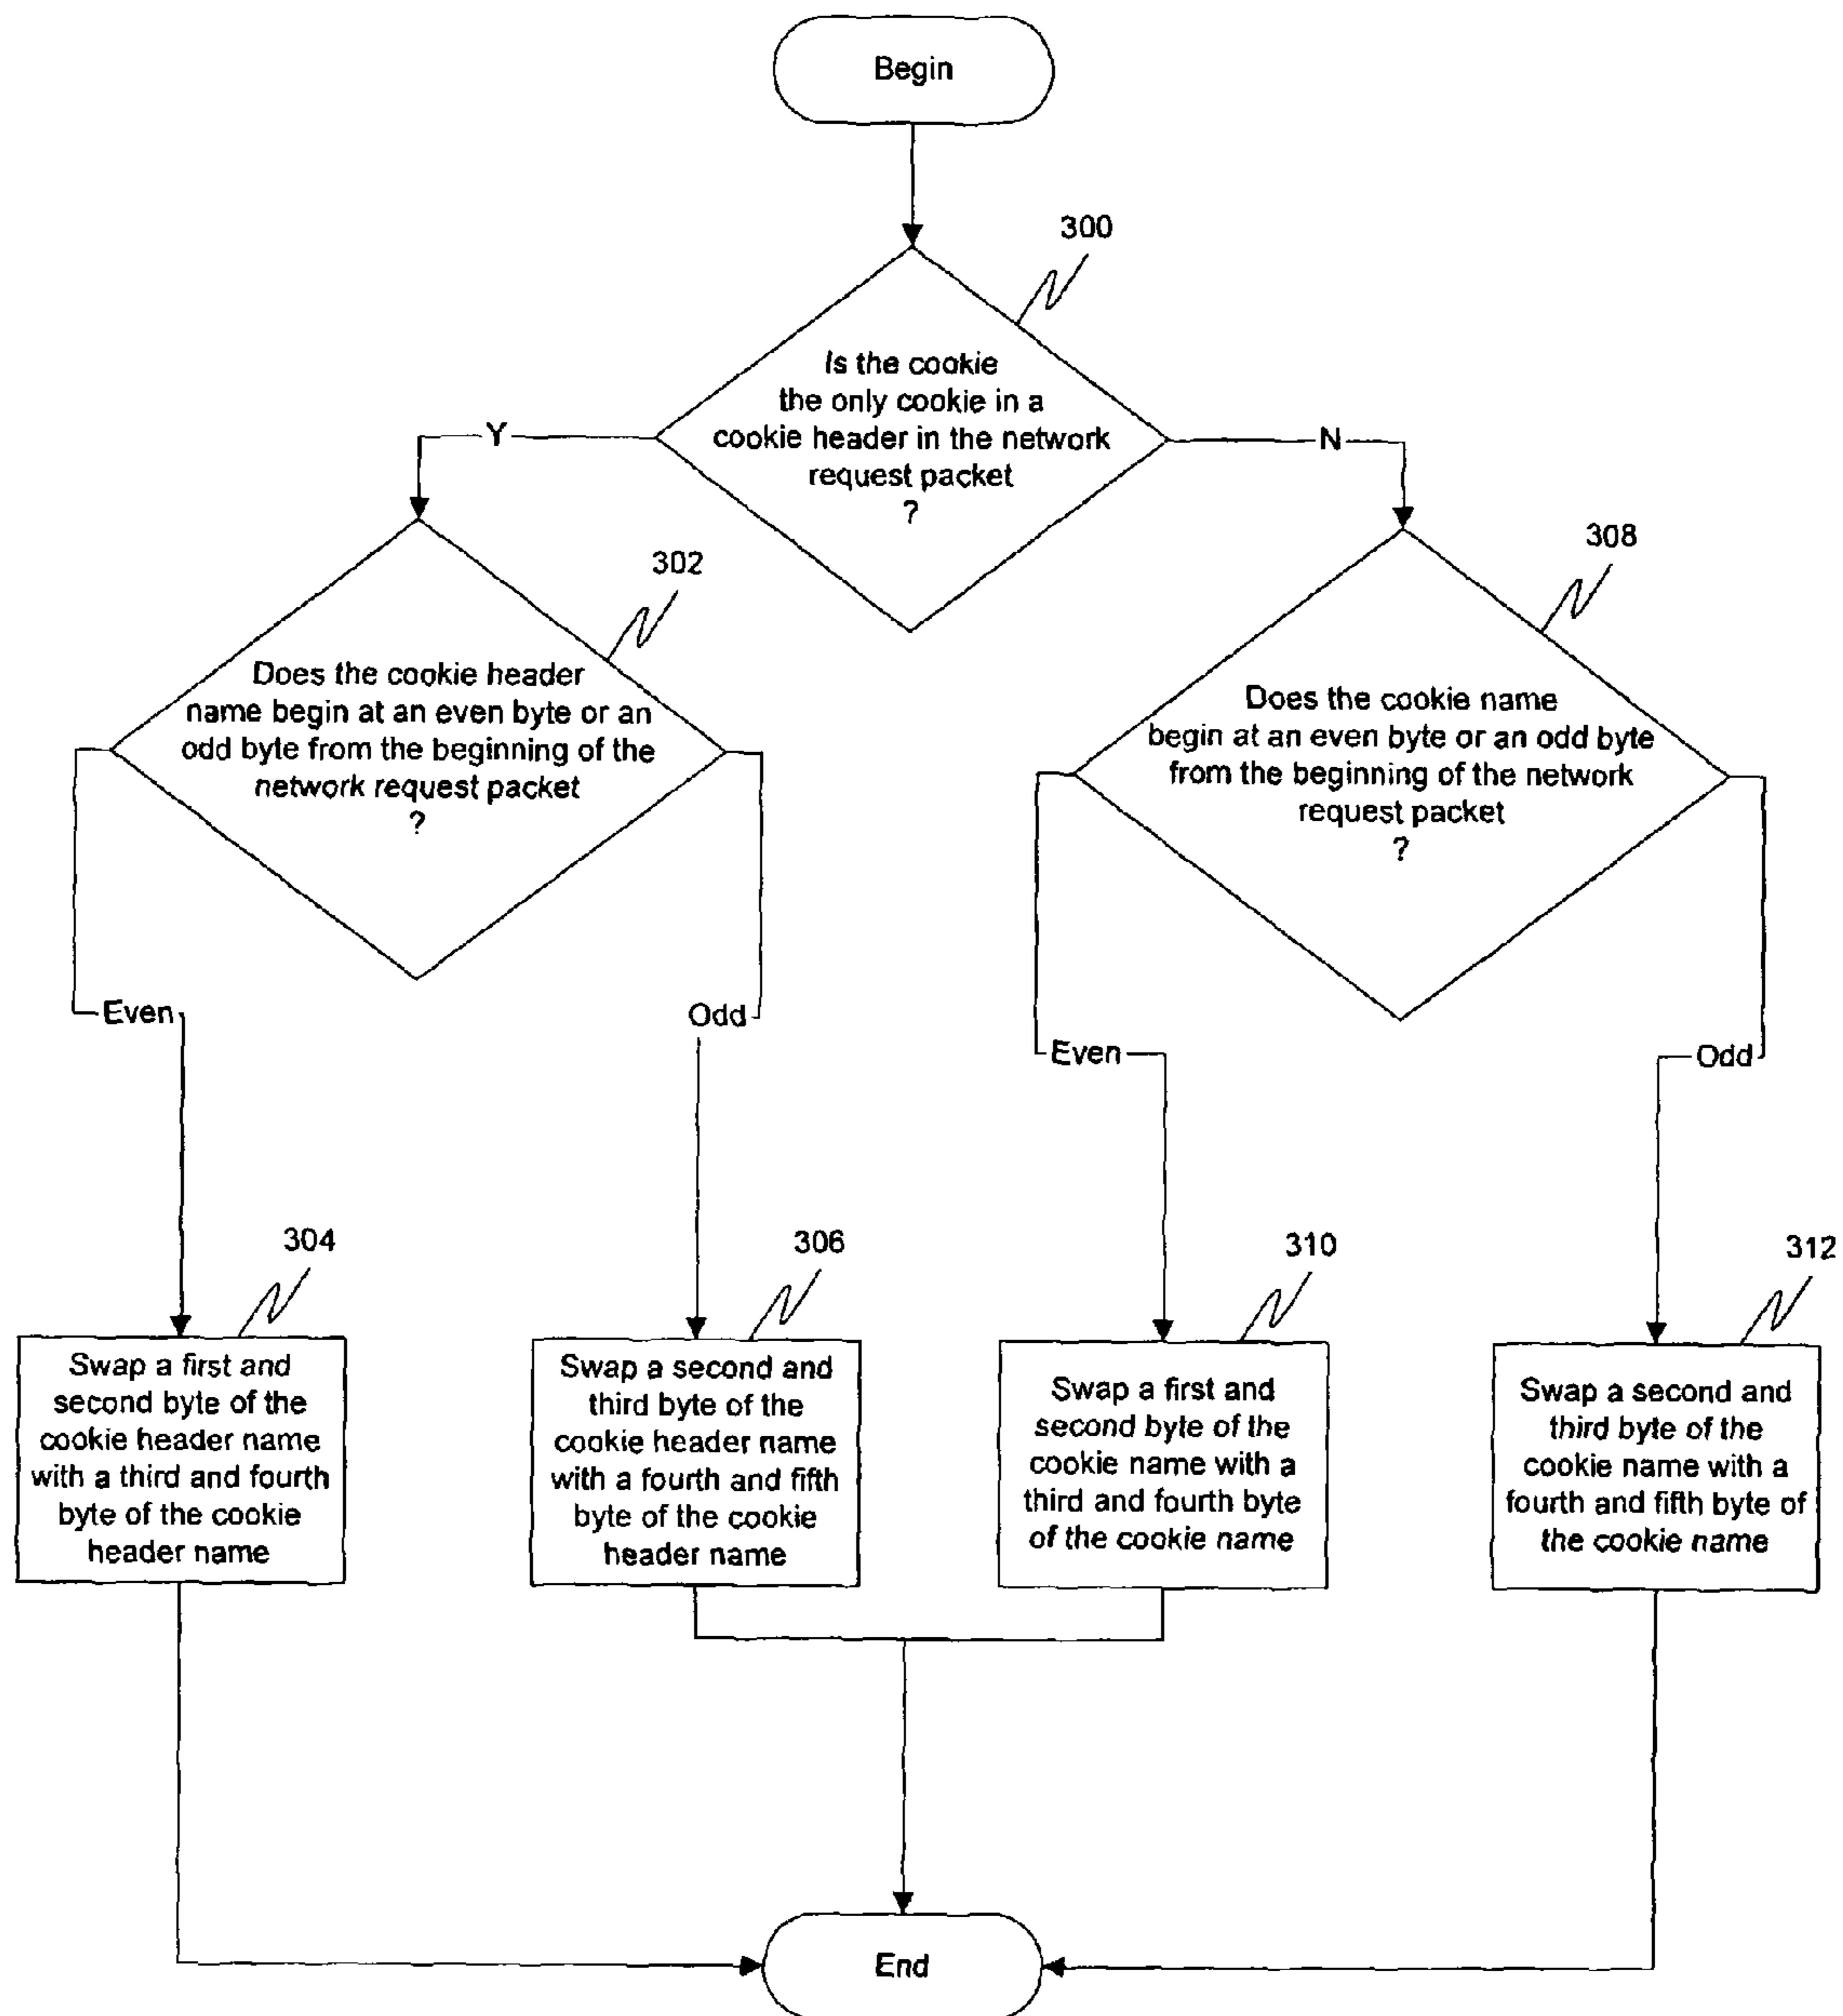 Begin
300
Is the cookie
the only cookie in a
cookie header in the network
request packet
?
Y
N
302
Does the cookie header
name begin at an even byte or an
odd byte from the beginning of the
network request packet
?
308
Does the cookie name
begin at an even byte or an odd byte
from the beginning of the network
request packet
?
Even
Odd
Even
Odd
304
Swap a first and
second byte of the
cookie header name
with a third and fourth
byte of the cookie
header name
306
Swap a second and
third byte of the
cookie header name
with a fourth and fifth
byte of the cookie
header name
310
Swap a first and
second byte of the
cookie name with a
third and fourth byte
of the cookie name
312
Swap a second and
third byte of the
cookie name with a
fourth and fifth byte of
the cookie name
End